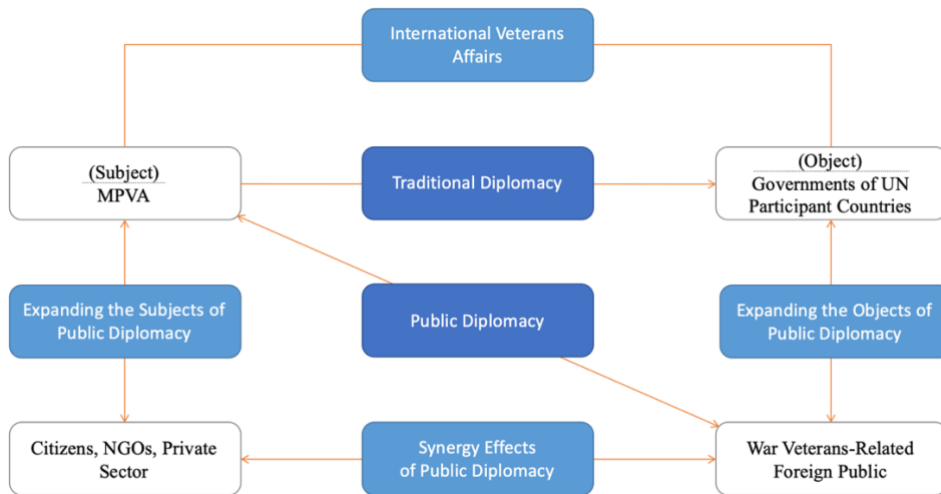 International Veterans
Affairs
(Subject)
MPVA
Traditional Diplomacy
(Object)
Governments of UN
Participant Countries
Expanding the Subjects of
Public Diplomacy
Public Diplomacy
Expanding the Objects of
Public Diplomacy
Citizens, NGOs, Private
Sector
Synergy Effects
of Public Diplomacy
War Veterans-Related
Foreign Public